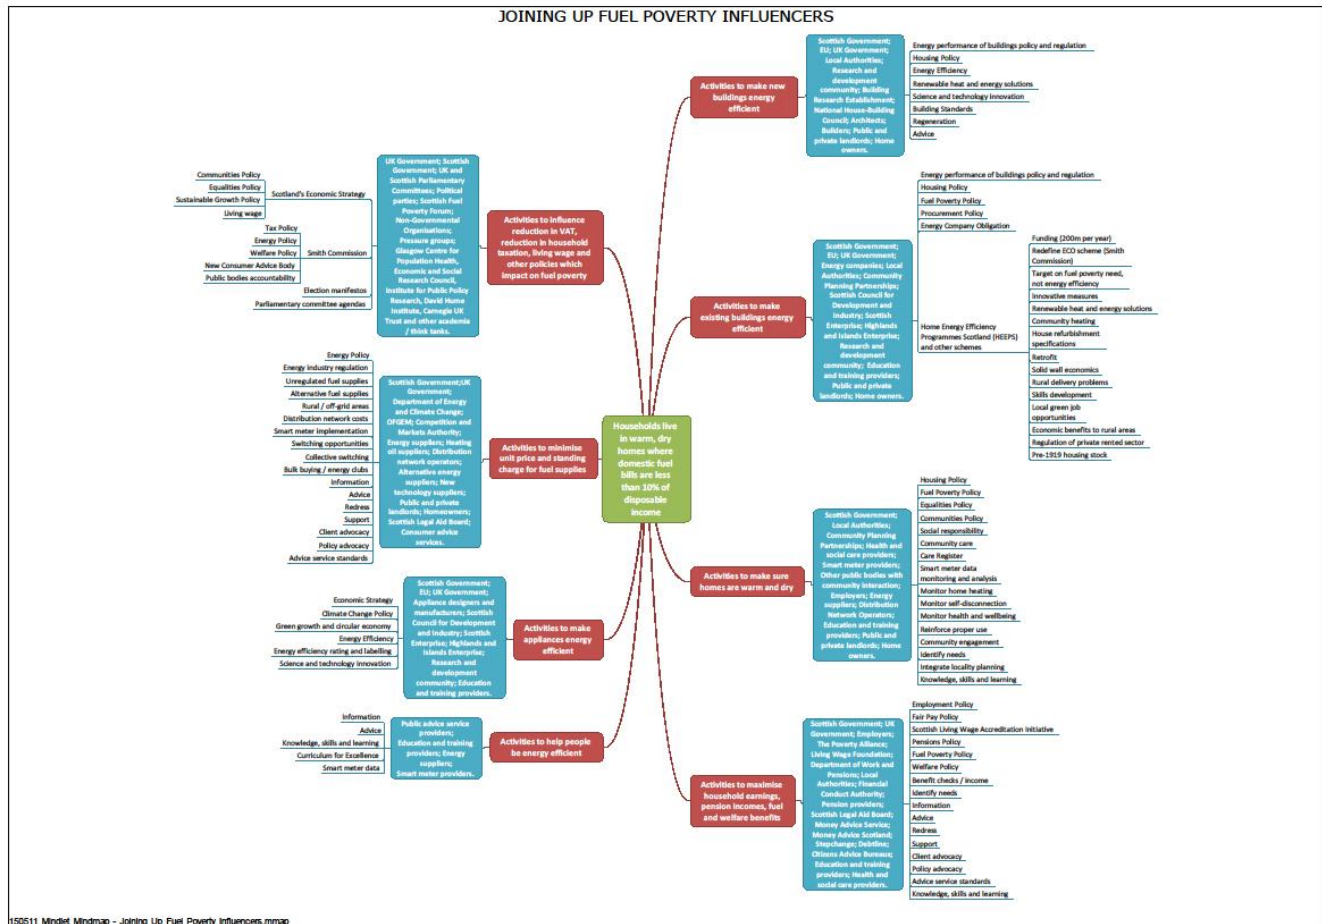 JOINING UP FUEL POVERTY INFLUENCERS
Activities to make new
buildings energy
efficient
Scottish Government;
EU; UK Government;
Local Authorities;
Research and
development
community; Building
Research Establishment;
National House-Building
Council; Architects;
Builders; Public and
private landlords; Home
owners.
Energy performance of buildings policy and regulation
Housing Policy
Energy Efficiency
Renewable heat and energy solutions
Science and technology innovation
Building Standards
Regeneration
Advice
Activities to make
existing buildings energy
efficient
Scottish Government;
EU; UK Government;
Energy companies; Local
Authorities; Community
Planning Partnerships;
Scottish Council for
Development and
Industry; Scottish
Enterprise; Highlands
and Islands Enterprise;
Research and
development
community; Education
and training providers;
Public and private
landlords; Home owners.
Energy performance of buildings policy and regulation
Housing Policy
Fuel Poverty Policy
Procurement Policy
Energy Company Obligation
Home Energy Efficiency
Programmes Scotland (HEEPS)
and other schemes
Funding (200m per year)
Redefine ECO scheme (Smith
Commission)
Target on fuel poverty need,
not energy efficiency
Innovative measures
Renewable heat and energy solutions
Community heating
House refurbishment
specifications
Retrofit
Solid wall economics
Rural delivery problems
Skills development
Local green job
opportunities
Economic benefits to rural areas
Regulation of private rented sector
Pre-1919 housing stock
Activities to make sure
homes are warm and dry
Scottish Government;
Local Authorities;
Community Planning
Partnerships; Health and
social care providers;
Smart meter providers;
Other public bodies with
community interaction;
Employers; Energy
suppliers; Distribution
Network Operators;
Education and training
providers; Public and
private landlords; Home
owners.
Housing Policy
Fuel Poverty Policy
Equalities Policy
Communities Policy
Social responsibility
Community care
Care Register
Smart meter data
monitoring and analysis
Monitor home heating
Monitor self-disconnection
Monitor health and wellbeing
Reinforce proper use
Community engagement
Identify needs
Integrate locality planning
Knowledge, skills and learning
Activities to maximise
household earnings,
pension incomes, fuel
and welfare benefits
Scottish Government; UK
Government; Employers;
The Poverty Alliance;
Living Wage Foundation;
Department of Work and
Pensions; Local
Authorities; Financial
Conduct Authority;
Pension providers;
Scottish Legal Aid Board;
Money Advice Service;
Money Advice Scotland;
Stepchange; Debtline;
Citizens Advice Bureaux;
Education and training
providers; Health and
social care providers.
Employment Policy
Fair Pay Policy
Scottish Living Wage Accreditation Initiative
Pensions Policy
Fuel Poverty Policy
Welfare Policy
Benefit checks / income
Identify needs
Information
Advice
Redress
Support
Client advocacy
Policy advocacy
Advice service standards
Knowledge, skills and learning
Households live
in warm, dry
homes where
domestic fuel
bills are less
than 10% of
disposable
income
Activities to influence
reduction in VAT,
reduction in household
taxation, living wage and
other policies which
impact on fuel poverty
UK Government; Scottish
Government; UK and
Scottish Parliamentary
Committees; Political
parties; Scottish Fuel
Poverty Forum;
Non-Governmental
Organisations;
Pressure groups;
Glasgow Centre for
Population Health,
Economic and Social
Research Council,
Institute for Public Policy
Research, David Hume
Institute, Carnegie UK
Trust and other academia
/ think tanks.
Scotland's Economic Strategy
Communities Policy
Equalities Policy
Sustainable Growth Policy
Living wage
Smith Commission
Tax Policy
Energy Policy
Welfare Policy
New Consumer Advice Body
Public bodies accountability
Election manifestos
Parliamentary committee agendas
Activities to minimise
unit price and standing
charge for fuel supplies
Scottish Government;UK
Government;
Department of Energy
and Climate Change;
OFGEM; Competition and
Markets Authority;
Energy suppliers; Heating
oil suppliers; Distribution
network operators;
Alternative energy
suppliers; New
technology suppliers;
Public and private
landlords; Homeowners;
Scottish Legal Aid Board;
Consumer advice
services.
Energy Policy
Energy industry regulation
Unregulated fuel supplies
Alternative fuel supplies
Rural / off-grid areas
Distribution network costs
Smart meter implementation
Switching opportunities
Collective switching
Bulk buying / energy clubs
Information
Advice
Redress
Support
Client advocacy
Policy advocacy
Advice service standards
Activities to make
appliances energy
efficient
Scottish Government;
EU; UK Government;
Appliance designers and
manufacturers; Scottish
Council for Development
and Industry; Scottish
Enterprise; Highlands and
Islands Enterprise;
Research and
development
community; Education
and training providers.
Economic Strategy
Climate Change Policy
Green growth and circular economy
Energy Efficiency
Energy efficiency rating and labelling
Science and technology innovation
Activities to help people
be energy efficient
Public advice service
providers;
Education and training
providers; Energy
suppliers;
Smart meter providers.
Information
Advice
Knowledge, skills and learning
Curriculum for Excellence
Smart meter data
150511 Mindjet Mindmap - Joining Up Fuel Poverty Influencers.mmap